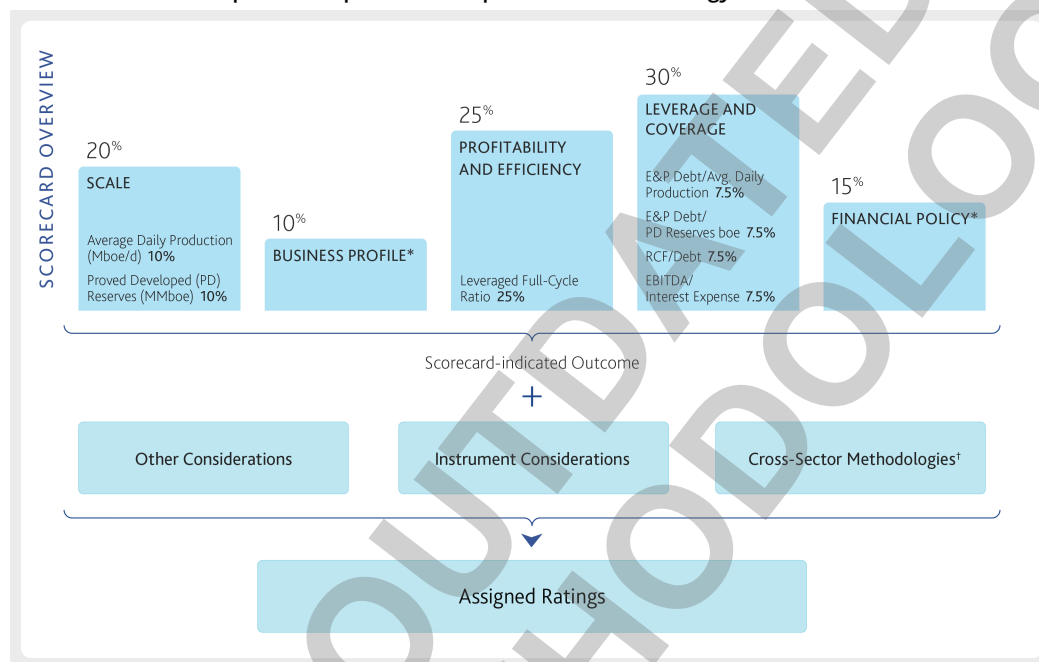 SCORECARD OVERVIEW
20%
SCALE
Average Daily Production
(Mboe/d) 10%
Proved Developed (PD)
Reserves (MMboe) 10%
10%
BUSINESS PROFILE*
25%
PROFITABILITY
AND EFFICIENCY
Leveraged Full-Cycle
Ratio 25%
30%
LEVERAGE AND
COVERAGE
E&P Debt/Avg. Daily
Production 7.5%
E&P Debt/
PD Reserves boe 7.5%
RCF/Debt 7.5%
EBITDA/
Interest Expense 7.5%
15%
FINANCIAL POLICY*
Scorecard-indicated Outcome
+
Other Considerations
Instrument Considerations
Cross-Sector Methodologies†
Assigned Ratings
OUTDATED